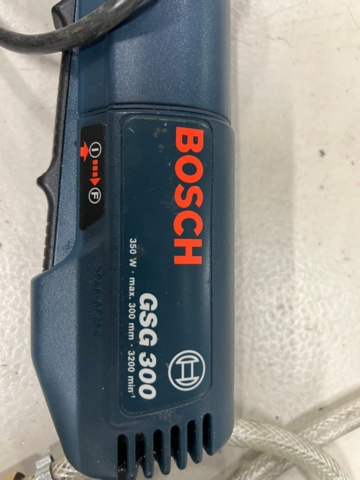 BOSCH
GSG 300
350 W · max. 300 mm · 3200 min⁻¹
I
F